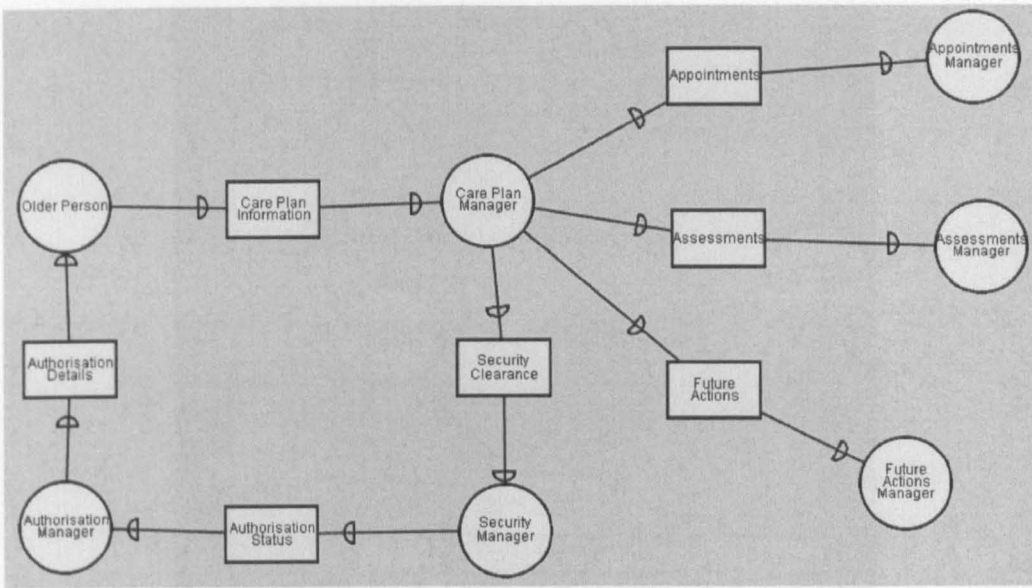 Appointments
Appointments
Manager
Older Person
Care Plan
Information
Care Plan
Manager
Assessments
Assessments
Manager
Authorisation
Details
Security
Clearance
Future
Actions
Authorisation
Manager
Authorisation
Status
Security
Manager
Future
Actions
Manager